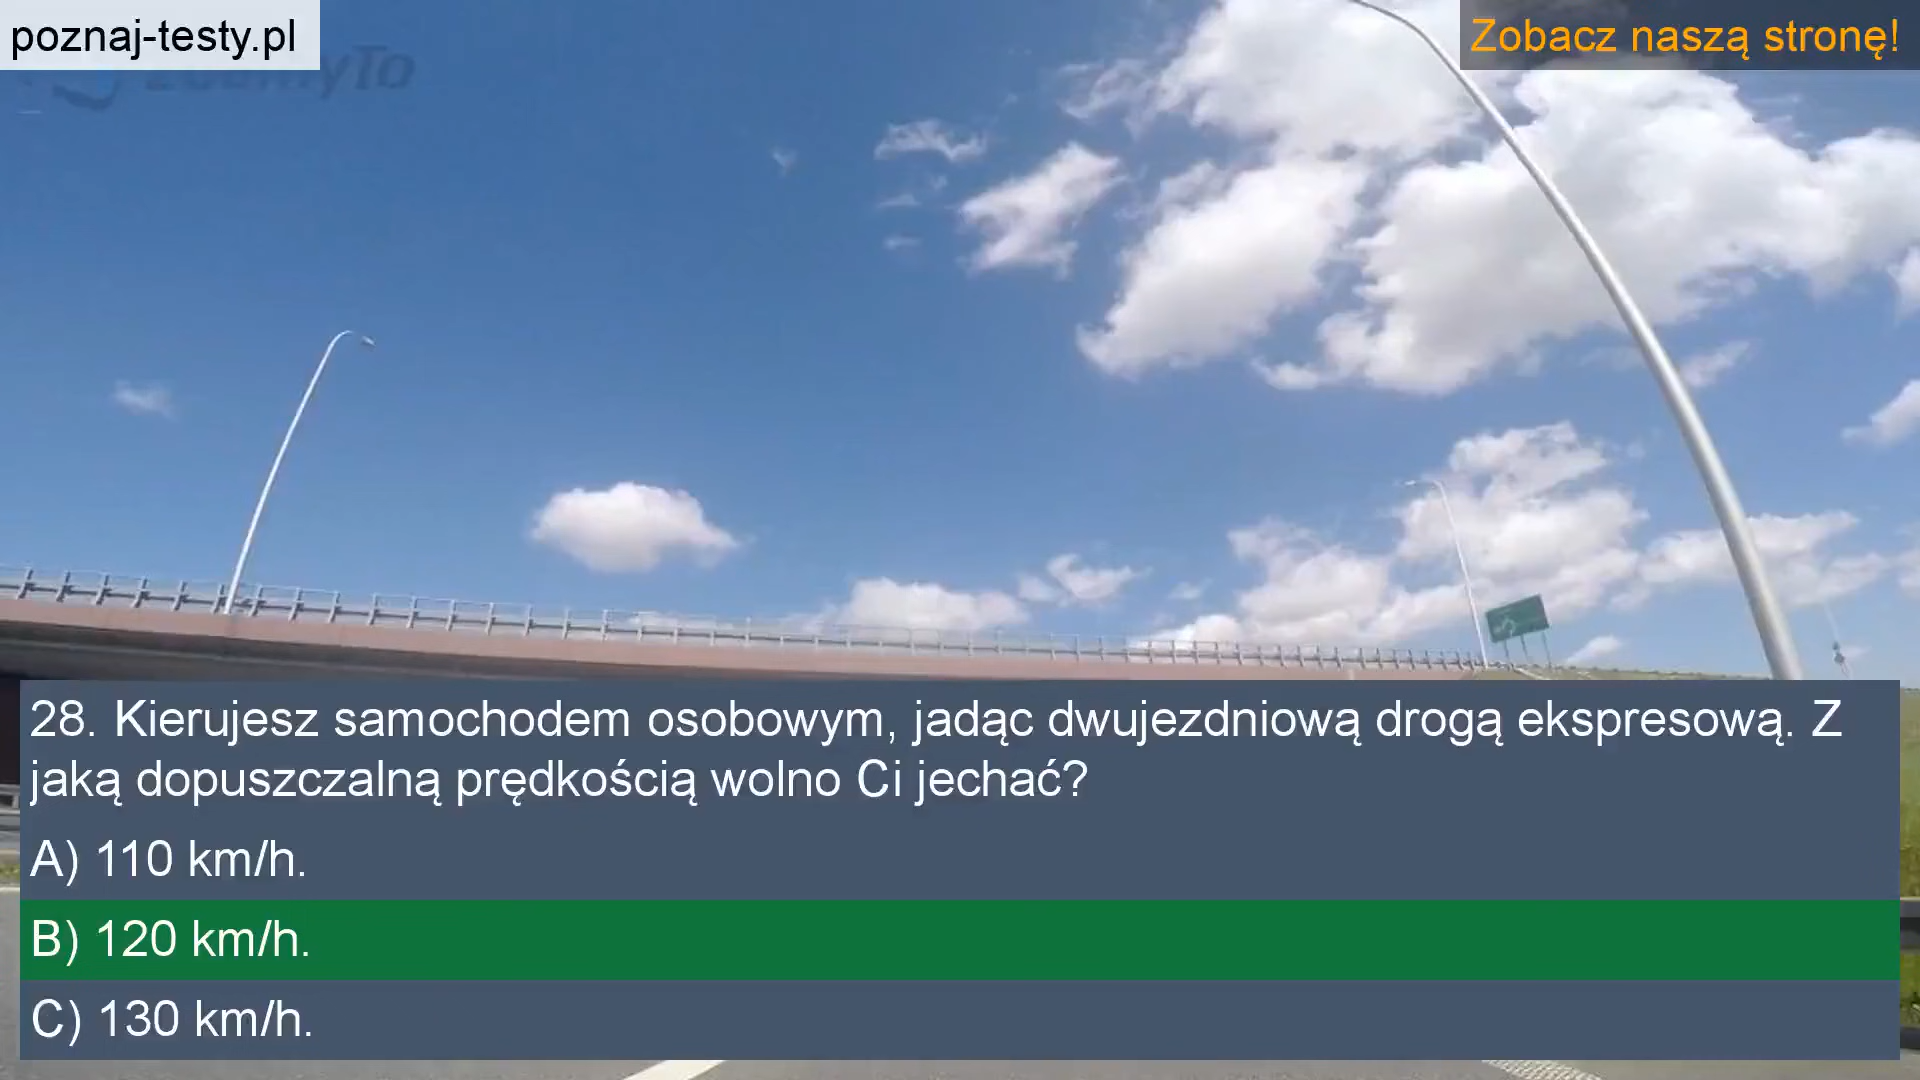 poznaj-testy.pl
Zobacz naszą stronę!
28. Kierujesz samochodem osobowym, jadąc dwujezdniową drogą ekspresową. Z
jaką dopuszczalną prędkością wolno Ci jechać?
A) 110 km/h.
B) 120 km/h.
C) 130 km/h.